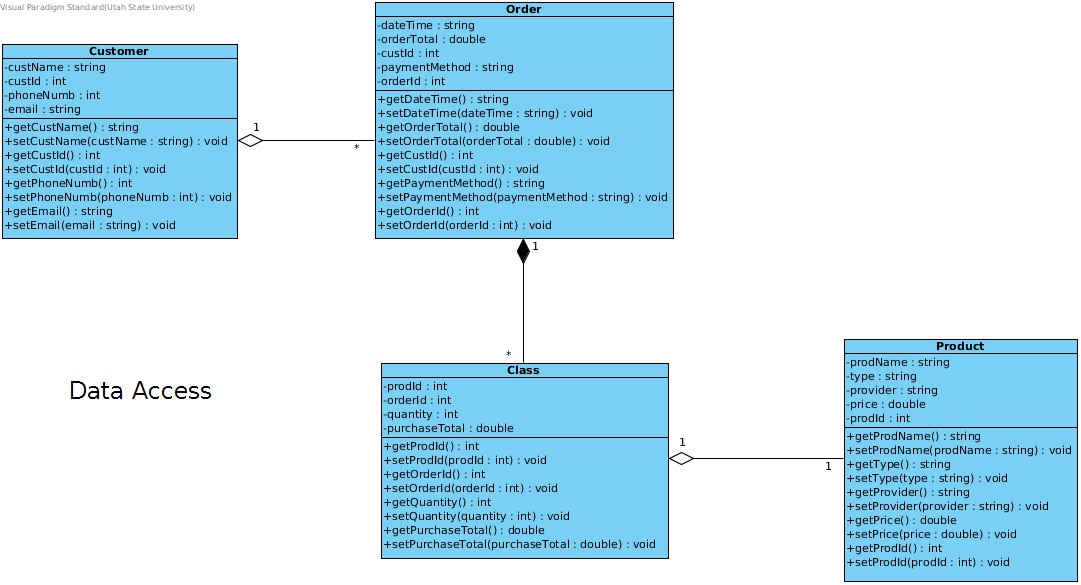 Visual Paradigm Standard(Utah State University)
Customer
-custName : string
-custId : int
-phoneNumb : int
-email : string
+getCustName() : string
+setCustName(custName : string) : void
+getCustId() : int
+setCustId(custId : int) : void
+getPhoneNumb() : int
+setPhoneNumb(phoneNumb : int) : void
+getEmail() : string
+setEmail(email : string) : void
1
*
Order
-dateTime : string
-orderTotal : double
-custId : int
-paymentMethod : string
-orderId : int
+getDateTime() : string
+setDateTime(dateTime : string) : void
+getOrderTotal() : double
+setOrderTotal(orderTotal : double) : void
+getCustId() : int
+setCustId(custId : int) : void
+getPaymentMethod() : string
+setPaymentMethod(paymentMethod : string) : void
+getOrderId() : int
+setOrderId(orderId : int) : void
1
*
Data Access
Class
-prodId : int
-orderId : int
-quantity : int
-purchaseTotal : double
+getProdId() : int
+setProdId(prodId : int) : void
+getOrderId() : int
+setOrderId(orderId : int) : void
+getQuantity() : int
+setQuantity(quantity : int) : void
+getPurchaseTotal() : double
+setPurchaseTotal(purchaseTotal : double) : void
1
1
Product
-prodName : string
-type : string
-provider : string
-price : double
-prodId : int
+getProdName() : string
+setProdName(prodName : string) : void
+getType() : string
+setType(type : string) : void
+getProvider() : string
+setProvider(provider : string) : void
+getPrice() : double
+setPrice(price : double) : void
+getProdId() : int
+setProdId(prodId : int) : void